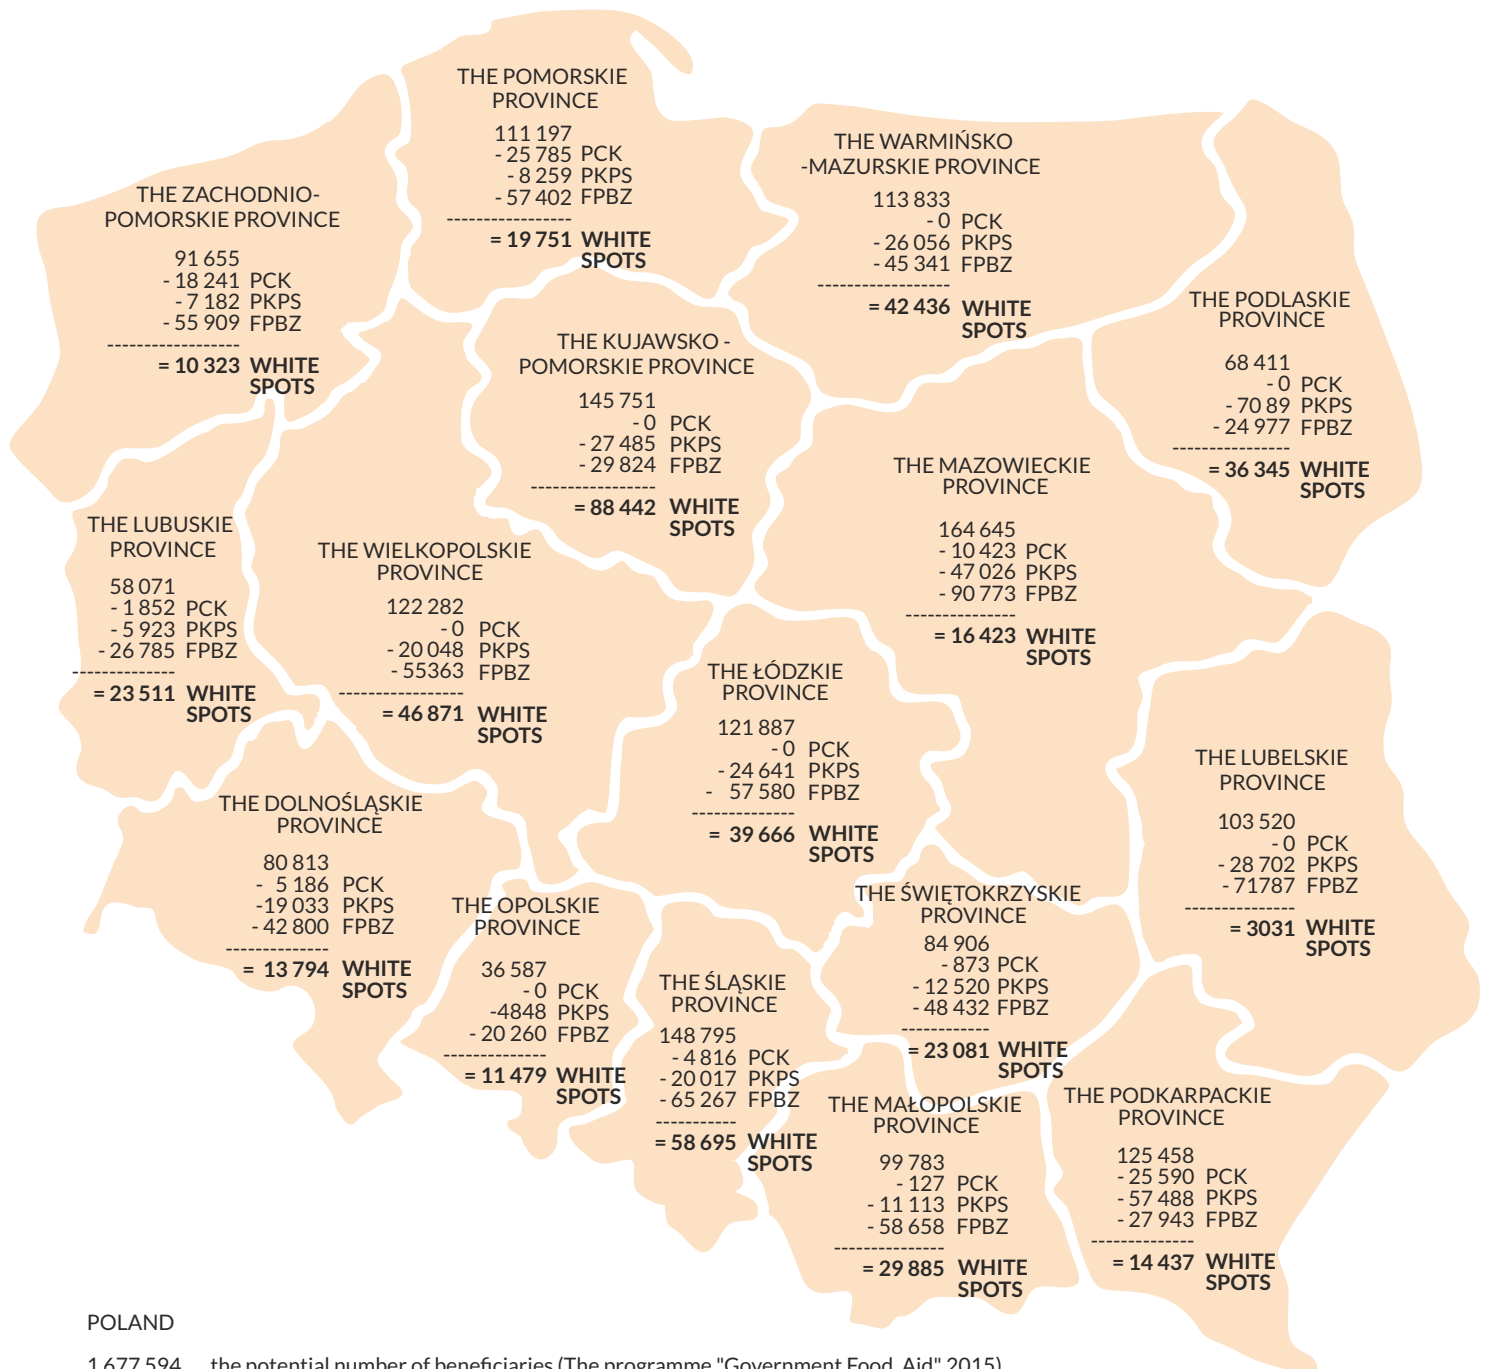 THE POMORSKIE
PROVINCE
111 197
- 25 785 PCK
- 8 259 PKPS
- 57 402 FPBZ
-----------------
= 19 751 WHITE
SPOTS
THE WARMIŃSKO
-MAZURSKIE PROVINCE
113 833
- 0 PCK
- 26 056 PKPS
- 45 341 FPBZ
------------------
= 42 436 WHITE
SPOTS
THE ZACHODNIO-
POMORSKIE PROVINCE
91 655
- 18 241 PCK
- 7 182 PKPS
- 55 909 FPBZ
------------------
= 10 323 WHITE
SPOTS
THE PODLASKIE
PROVINCE
68 411
- 0 PCK
- 70 89 PKPS
- 24 977 FPBZ
----------------
= 36 345 WHITE
SPOTS
THE KUJAWSKO -
POMORSKIE PROVINCE
145 751
- 0 PCK
- 27 485 PKPS
- 29 824 FPBZ
-----------------
= 88 442 WHITE
SPOTS
THE MAZOWIECKIE
PROVINCE
164 645
- 10 423 PCK
- 47 026 PKPS
- 90 773 FPBZ
---------------
= 16 423 WHITE
SPOTS
THE LUBUSKIE
PROVINCE
58 071
- 1 852 PCK
- 5 923 PKPS
- 26 785 FPBZ
--------------
= 23 511 WHITE
SPOTS
THE WIELKOPOLSKIE
PROVINCE
122 282
- 0 PCK
- 20 048 PKPS
- 55363 FPBZ
-----------------
= 46 871 WHITE
SPOTS
THE ŁÓDZKIE
PROVINCE
121 887
- 0 PCK
- 24 641 PKPS
- 57 580 FPBZ
--------------
= 39 666 WHITE
SPOTS
THE LUBELSKIE
PROVINCE
103 520
- 0 PCK
- 28 702 PKPS
- 71787 FPBZ
---------------
= 3031 WHITE
SPOTS
THE DOLNOŚLĄSKIE
PROVINCE
80 813
- 5 186 PCK
-19 033 PKPS
- 42 800 FPBZ
--------------
= 13 794 WHITE
SPOTS
THE OPOLSKIE
PROVINCE
36 587
- 0 PCK
-4848 PKPS
- 20 260 FPBZ
--------------
= 11 479 WHITE
SPOTS
THE ŚLĄSKIE
PROVINCE
148 795
- 4 816 PCK
- 20 017 PKPS
- 65 267 FPBZ
-----------
= 58 695 WHITE
SPOTS
THE ŚWIĘTOKRZYSKIE
PROVINCE
84 906
- 873 PCK
- 12 520 PKPS
- 48 432 FPBZ
------------
= 23 081 WHITE
SPOTS
THE MAŁOPOLSKIE
PROVINCE
99 783
- 127 PCK
- 11 113 PKPS
- 58 658 FPBZ
---------------
= 29 885 WHITE
SPOTS
THE PODKARPACKIE
PROVINCE
125 458
- 25 590 PCK
- 57 488 PKPS
- 27 943 FPBZ
--------------
= 14 437 WHITE
SPOTS
POLAND
1 677 594 the potential number of beneficiaries (The programme "Government Food Aid" 2015)